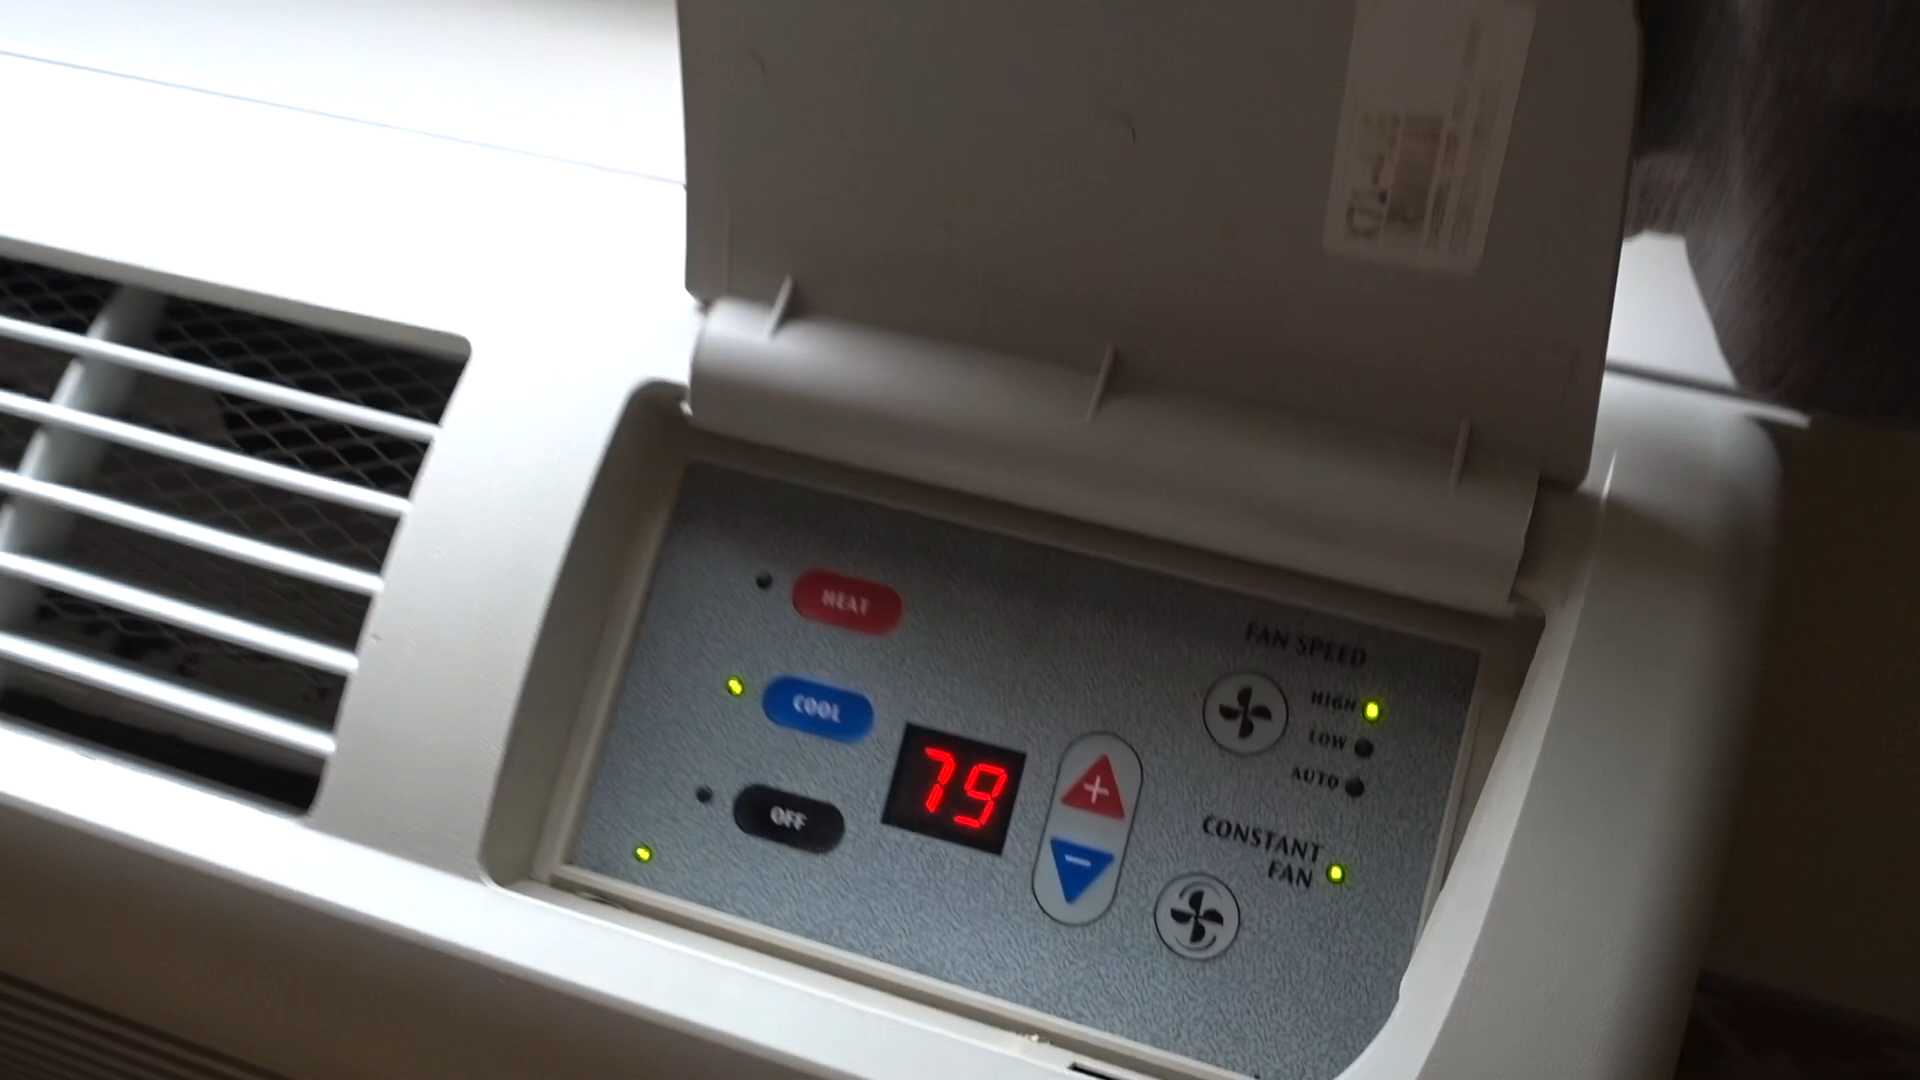 HEAT
COOL
OFF
79
+
−
FAN SPEED
HIGH
LOW
AUTO
CONSTANT
FAN